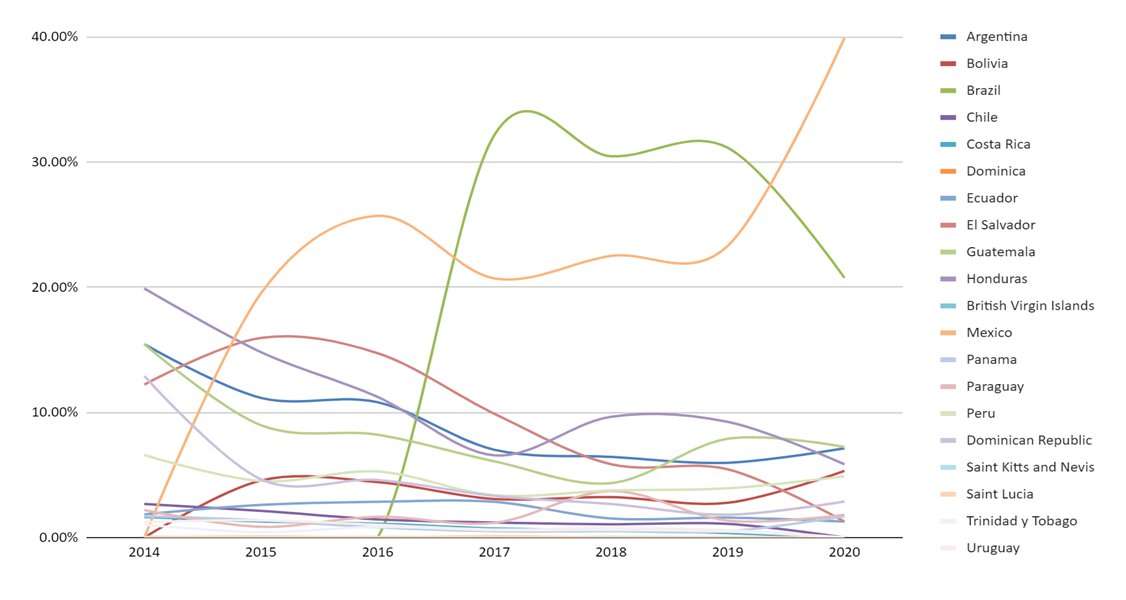 40.00%
30.00%
20.00%
10.00%
0.00%
2014 2015 2016 2017 2018 2019 2020
Argentina
Bolivia
Brazil
Chile
Costa Rica
Dominica
Ecuador
El Salvador
Guatemala
Honduras
British Virgin Islands
Mexico
Panama
Paraguay
Peru
Dominican Republic
Saint Kitts and Nevis
Saint Lucia
Trinidad y Tobago
Uruguay